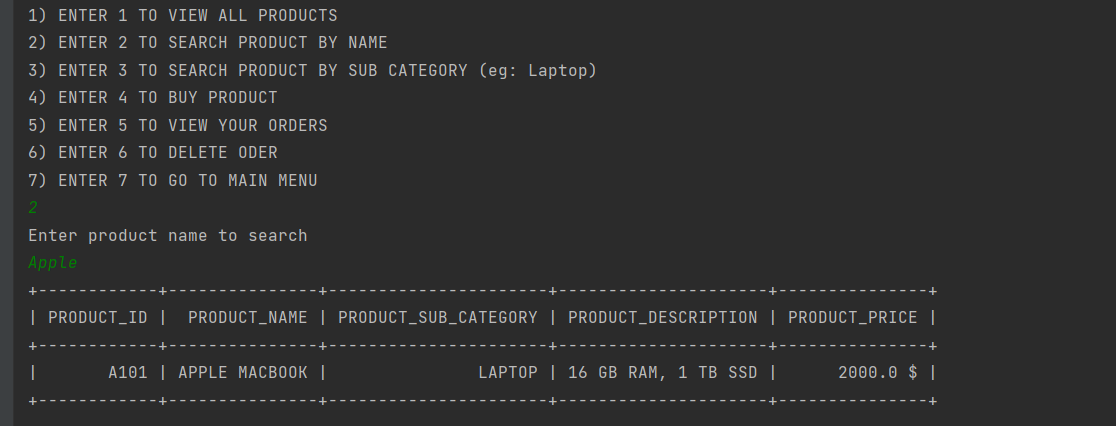 1) ENTER 1 TO VIEW ALL PRODUCTS
2) ENTER 2 TO SEARCH PRODUCT BY NAME
3) ENTER 3 TO SEARCH PRODUCT BY SUB CATEGORY (eg: Laptop)
4) ENTER 4 TO BUY PRODUCT
5) ENTER 5 TO VIEW YOUR ORDERS
6) ENTER 6 TO DELETE ODER
7) ENTER 7 TO GO TO MAIN MENU
2
Enter product name to search
Apple
+------------+---------------+----------------------+---------------------+---------------+
| PRODUCT_ID |  PRODUCT_NAME | PRODUCT_SUB_CATEGORY | PRODUCT_DESCRIPTION | PRODUCT_PRICE |
+------------+---------------+----------------------+---------------------+---------------+
|       A101 | APPLE MACBOOK |               LAPTOP | 16 GB RAM, 1 TB SSD |      2000.0 $ |
+------------+---------------+----------------------+---------------------+---------------+